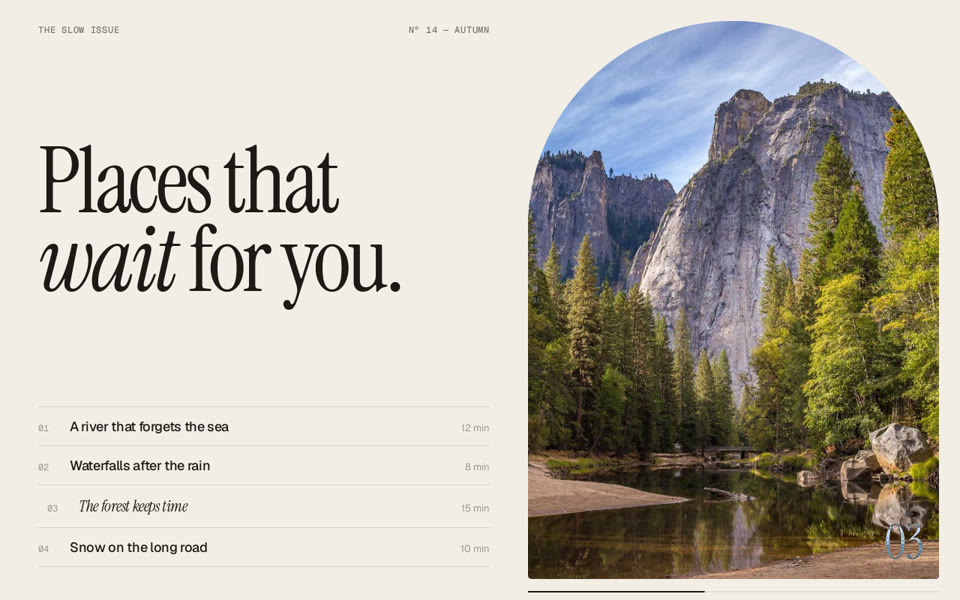 THE SLOW ISSUE
Nº 14 — AUTUMN
Places that
wait for you.
01 A river that forgets the sea 12 min
02 Waterfalls after the rain 8 min
03 The forest keeps time 15 min
04 Snow on the long road 10 min
03